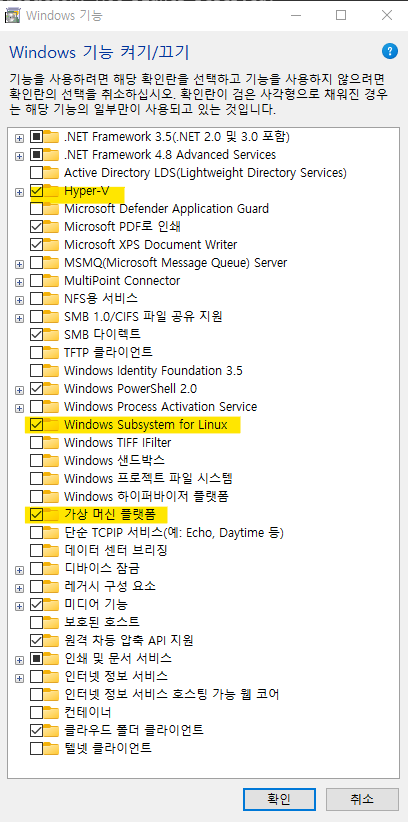 Windows 기능
Windows 기능 켜기/끄기
기능을 사용하려면 해당 확인란을 선택하고 기능을 사용하지 않으려면
확인란의 선택을 취소하십시오. 확인란이 검은 사각형으로 채워진 경우
는 해당 기능의 일부만이 사용되고 있는 것입니다.
.NET Framework 3.5(.NET 2.0 및 3.0 포함)
.NET Framework 4.8 Advanced Services
Active Directory LDS(Lightweight Directory Services)
Hyper-V
Microsoft Defender Application Guard
Microsoft PDF로 인쇄
Microsoft XPS Document Writer
MSMQ(Microsoft Message Queue) Server
MultiPoint Connector
NFS용 서비스
SMB 1.0/CIFS 파일 공유 지원
SMB 다이렉트
TFTP 클라이언트
Windows Identity Foundation 3.5
Windows PowerShell 2.0
Windows Process Activation Service
Windows Subsystem for Linux
Windows TIFF IFilter
Windows 샌드박스
Windows 프로젝트 파일 시스템
Windows 하이퍼바이저 플랫폼
가상 머신 플랫폼
단순 TCPIP 서비스(예: Echo, Daytime 등)
데이터 센터 브리징
디바이스 잠금
레거시 구성 요소
미디어 기능
보호된 호스트
원격 차등 압축 API 지원
인쇄 및 문서 서비스
인터넷 정보 서비스
인터넷 정보 서비스 호스팅 가능 웹 코어
컨테이너
클라우드 폴더 클라이언트
텔넷 클라이언트
확인
취소